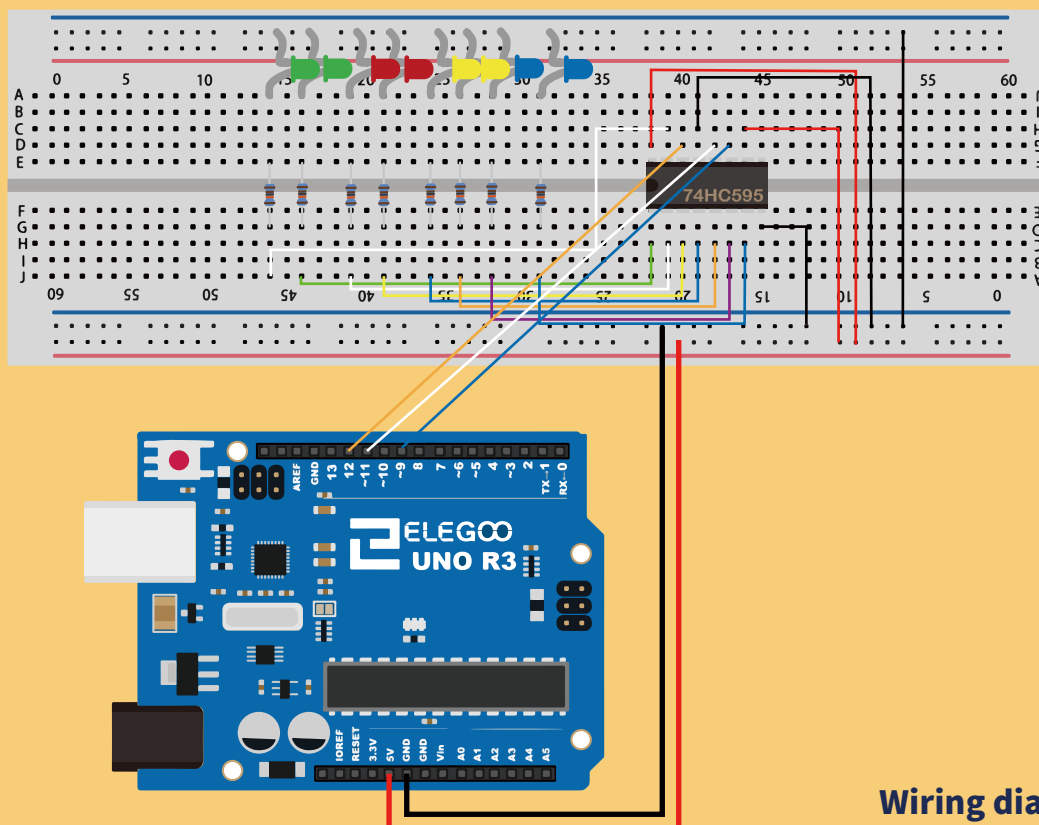 0 5 10 15 20 25 30 35 40 45 50 55 60
A
B
C
D
E
74HC595
F
G
H
I
J
60 55 50 45 40 35 30 25 20 15 10 5 0
AREF GND 13 12 ~11 ~10 ~9 8 7 ~6 ~5 4 ~3 2 TX→1 RX←0
ELEGOO
UNO R3
IOREF RESET 3.3V 5V GND GND Vin A0 A1 A2 A3 A4 A5
Wiring dia